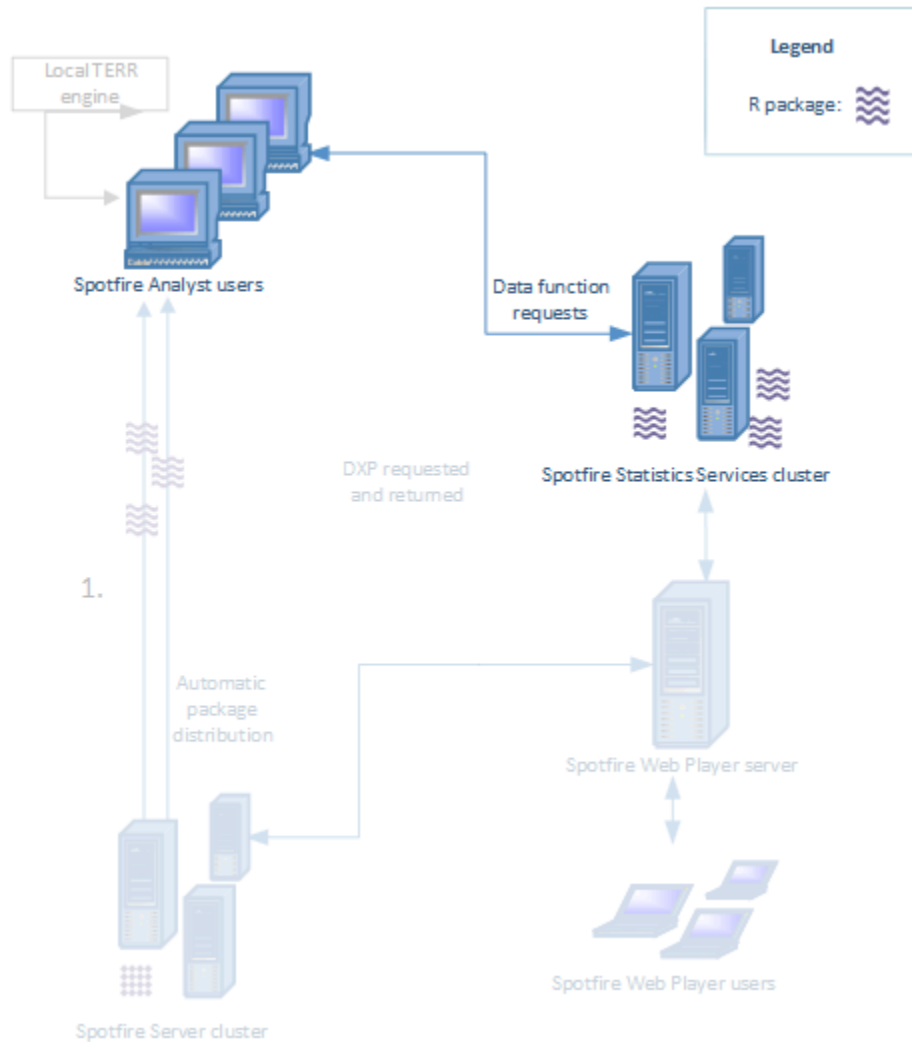 Legend
R package:
Local TERR
engine
Spotfire Analyst users
Data function
requests
Spotfire Statistics Services cluster
DXP requested
and returned
1.
Automatic
package
distribution
Spotfire Web Player server
Spotfire Web Player users
Spotfire Server cluster